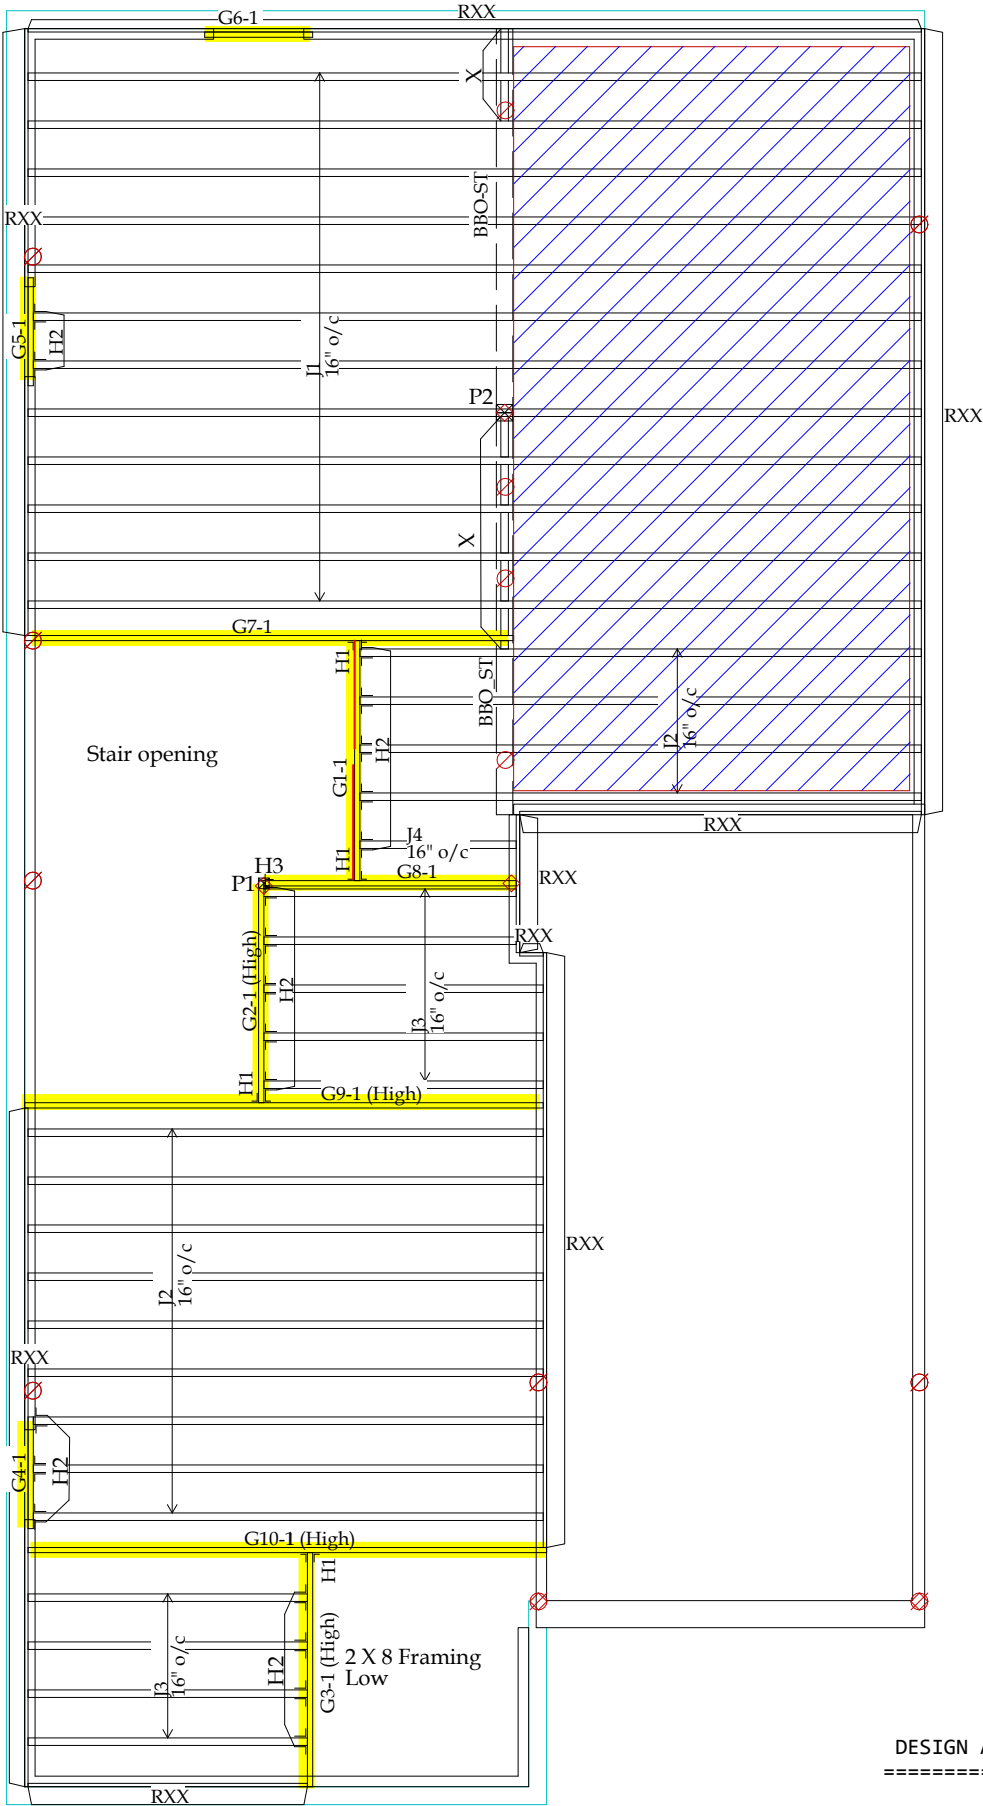 RXX
G6-1
X
BBO-ST
RXX
G5-1
H2
J1
16" o/c
P2
RXX
X
G7-1
H1
BBO_ST
J2
16" o/c
Stair opening
H2
G1-1
RXX
J4
16" o/c
H1
H3
G8-1
P1
RXX
RXX
G2-1 (High)
H2
J3
16" o/c
H1
G9-1 (High)
RXX
J2
16" o/c
RXX
G4-1
H2
G10-1 (High)
H1
G3-1 (High)
2 X 8 Framing
Low
J3
16" o/c
H2
DESIGN A
=========
RXX